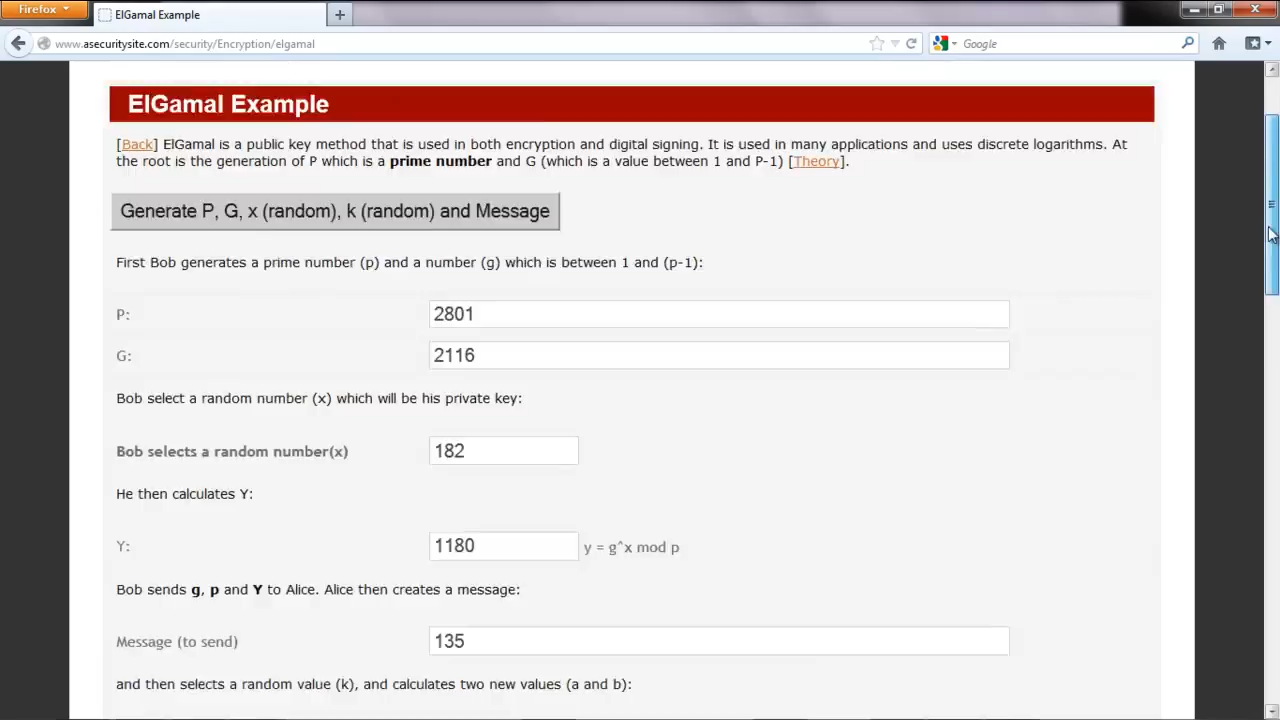 Firefox
ElGamal Example
www.asecuritysite.com/security/Encryption/elgamal
Google
ElGamal Example
[Back] ElGamal is a public key method that is used in both encryption and digital signing. It is used in many applications and uses discrete logarithms. At
the root is the generation of P which is a prime number and G (which is a value between 1 and P-1) [Theory].
Generate P, G, x (random), k (random) and Message
First Bob generates a prime number (p) and a number (g) which is between 1 and (p-1):
P: 2801
G: 2116
Bob select a random number (x) which will be his private key:
Bob selects a random number(x) 182
He then calculates Y:
Y: 1180 y = g^x mod p
Bob sends g, p and Y to Alice. Alice then creates a message:
Message (to send) 135
and then selects a random value (k), and calculates two new values (a and b):